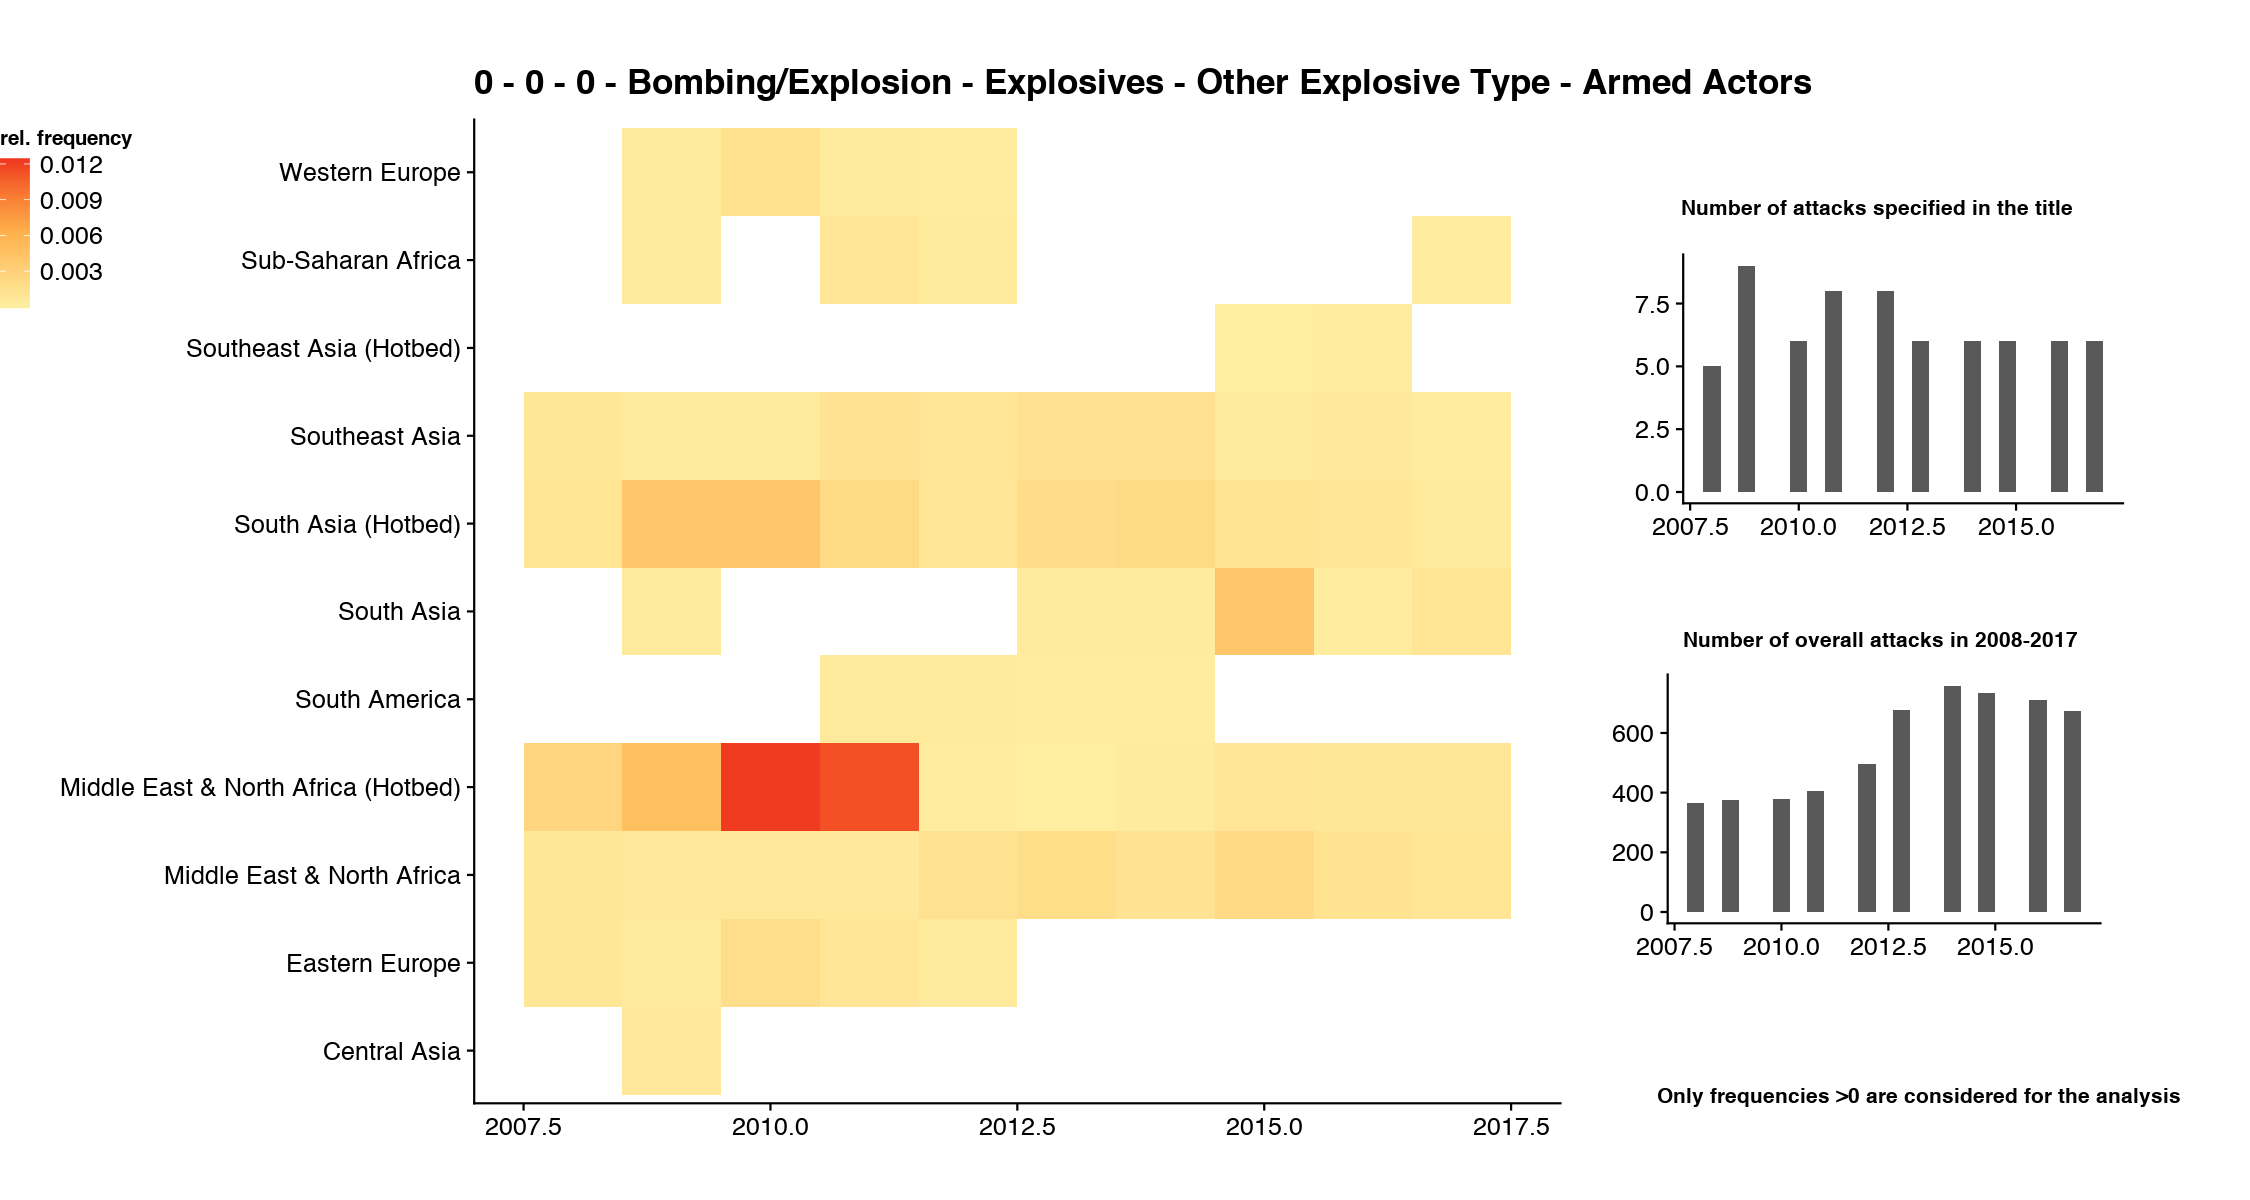 0 - 0 - 0 - Bombing/Explosion - Explosives - Other Explosive Type - Armed Actors
rel. frequency
0.012
0.009
0.006
0.003
Western Europe
Sub-Saharan Africa
Southeast Asia (Hotbed)
Southeast Asia
South Asia (Hotbed)
South Asia
South America
Middle East & North Africa (Hotbed)
Middle East & North Africa
Eastern Europe
Central Asia
2007.5 2010.0 2012.5 2015.0 2017.5
Number of attacks specified in the title
7.5
5.0
2.5
0.0
2007.5 2010.0 2012.5 2015.0
Number of overall attacks in 2008-2017
600
400
200
0
2007.5 2010.0 2012.5 2015.0
Only frequencies >0 are considered for the analysis